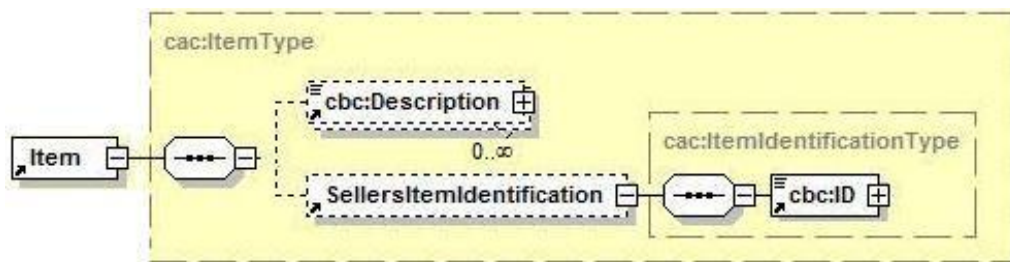 cac:ItemType
cbc:Description
0..∞
cac:ItemIdentificationType
Item
SellersItemIdentification
cbc:ID